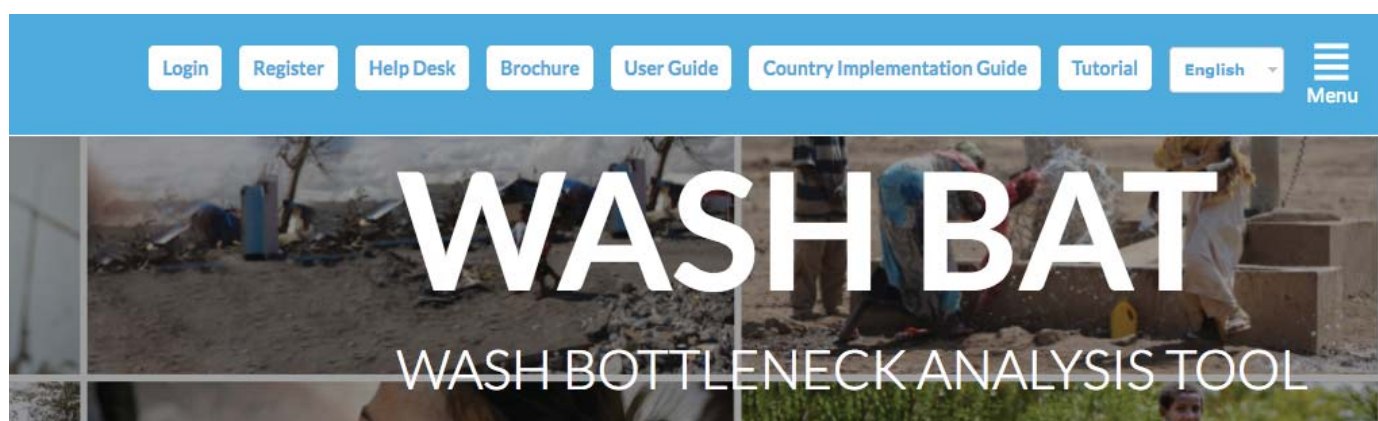 Login Register Help Desk Brochure User Guide Country Implementation Guide Tutorial English
Menu
WASH BAT
WASH BOTTLENECK ANALYSIS TOOL